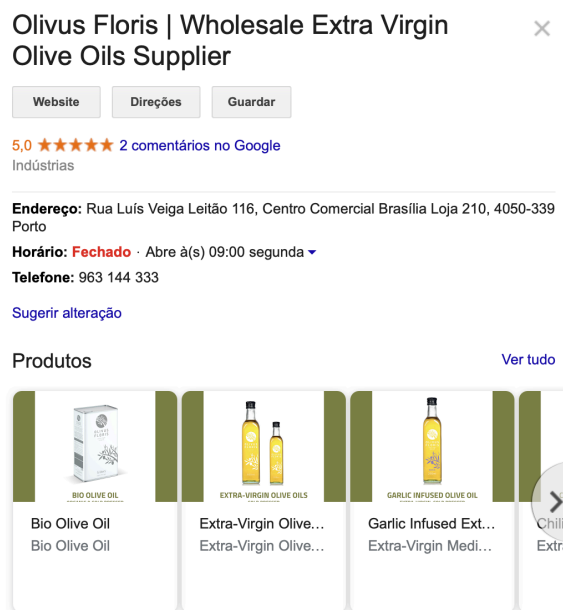 Olivus Floris | Wholesale Extra Virgin
Olive Oils Supplier
Website
Direções
Guardar
5,0 2 comentários no Google
Indústrias
Endereço: Rua Luís Veiga Leitão 116, Centro Comercial Brasília Loja 210, 4050-339
Porto
Horário: Fechado · Abre à(s) 09:00 segunda
Telefone: 963 144 333
Sugerir alteração
Produtos
Ver tudo
BIO OLIVE OIL
EXTRA-VIRGIN OLIVE OILS
GARLIC INFUSED OLIVE OIL
Bio Olive Oil
Extra-Virgin Olive...
Garlic Infused Ext...
Bio Olive Oil
Extra-Virgin Olive...
Extra-Virgin Medi...